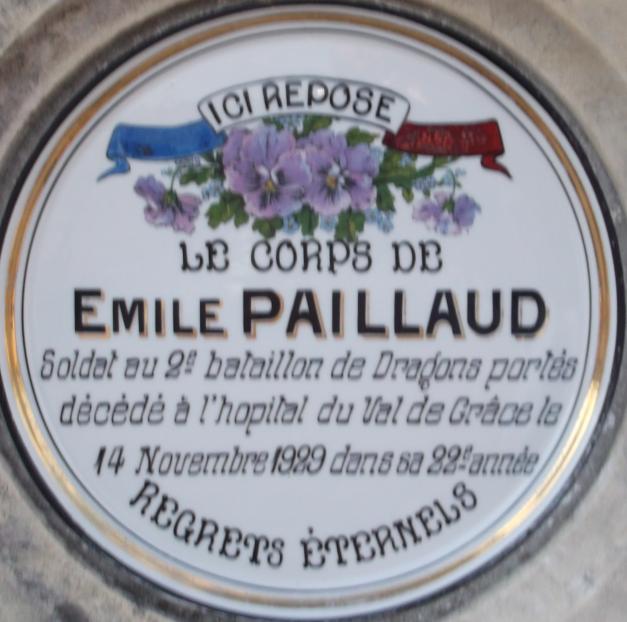 ICI REPOSE
LE CORPS DE
EMILE PAILLAUD
Soldat au 2e bataillon de Dragons portés
décédé à l'hopital du Val de Grâce le
14 Novembre 1929 dans sa 22e année
REGRETS ÉTERNELS